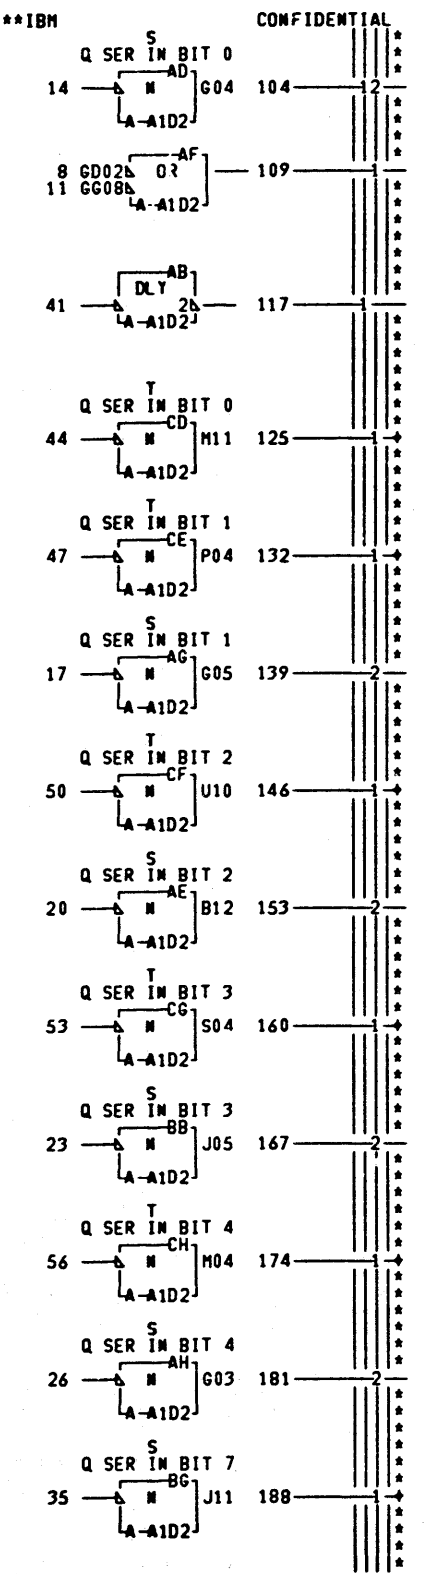 **IBM CONFIDENTIAL
S
Q SER IN BIT 0
AD
14 N G04 104 12
A A1D2
AF
8 GD02 OR 109 1
11 GG08
A A1D2
AB
DLY
41 2 117 1
A A1D2
T
Q SER IN BIT 0
CD
44 N M11 125 1
A A1D2
T
Q SER IN BIT 1
CE
47 N P04 132 1
A A1D2
S
Q SER IN BIT 1
AG
17 N G05 139 2
A A1D2
T
Q SER IN BIT 2
CF
50 N U10 146 1
A A1D2
S
Q SER IN BIT 2
AE
20 N B12 153 2
A A1D2
T
Q SER IN BIT 3
CG
53 N S04 160 1
A A1D2
S
Q SER IN BIT 3
BB
23 N J05 167 2
A A1D2
T
Q SER IN BIT 4
CH
56 N M04 174 1
A A1D2
S
Q SER IN BIT 4
AH
26 N G03 181 2
A A1D2
S
Q SER IN BIT 7
BG
35 N J11 188 1
A A1D2